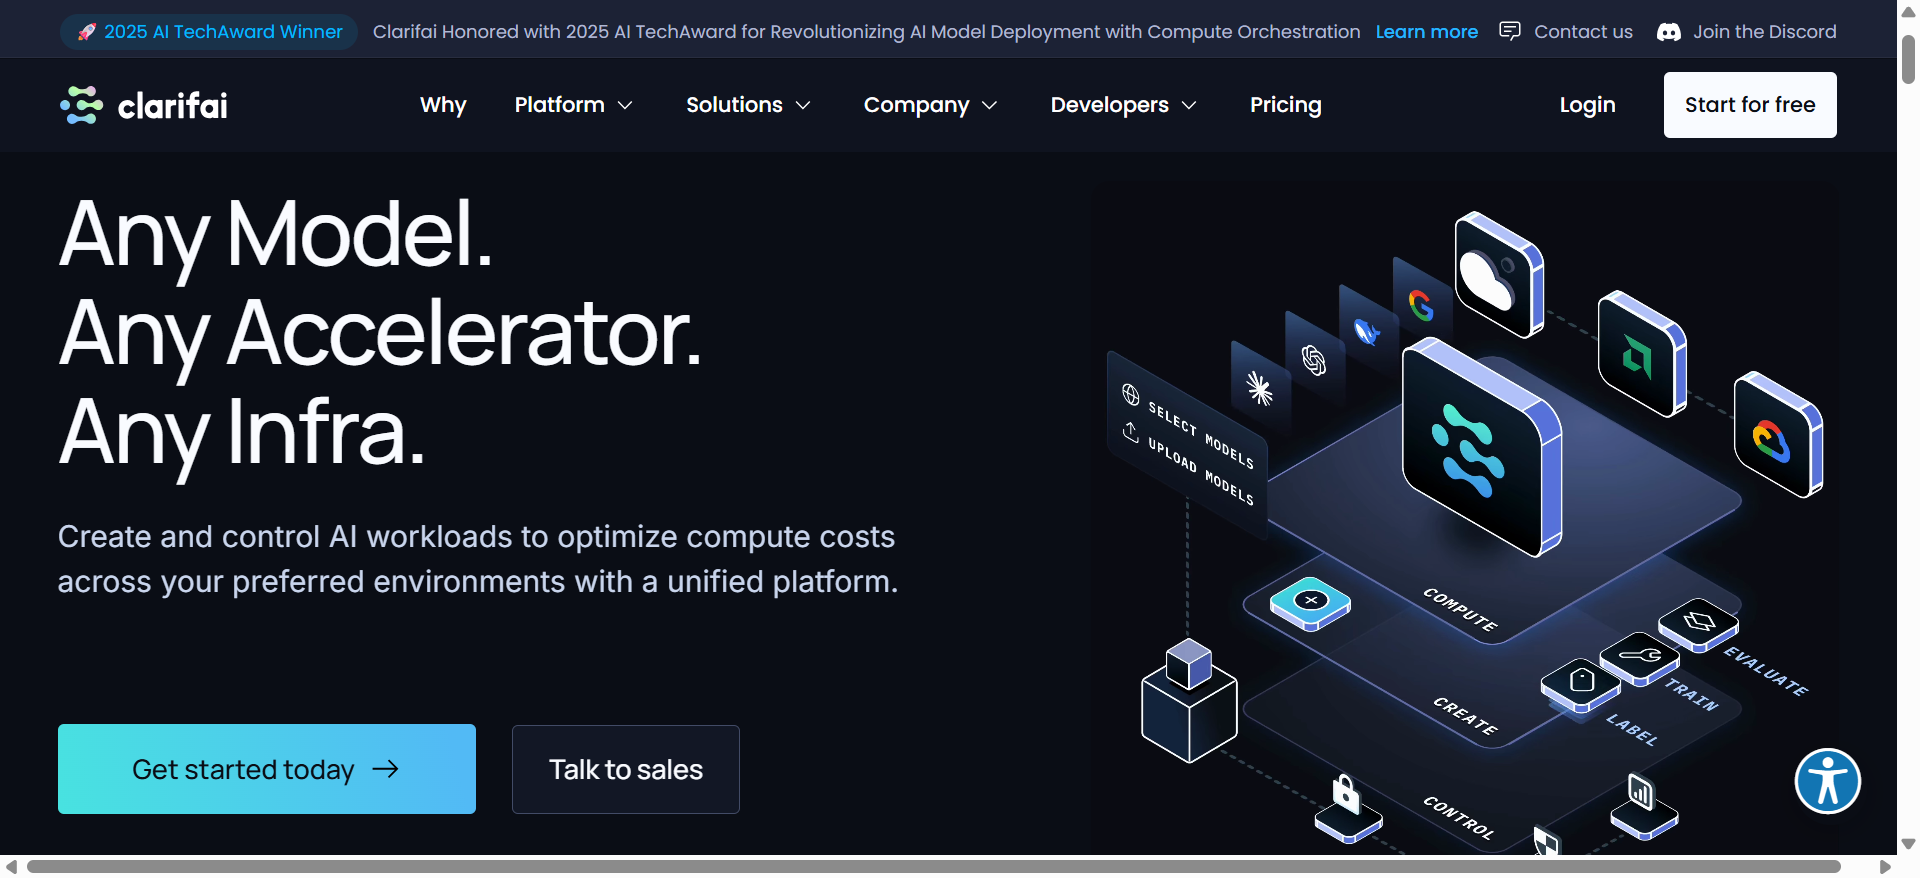 2025 AI TechAward Winner
Clarifai Honored with 2025 AI TechAward for Revolutionizing AI Model Deployment with Compute Orchestration
Learn more
Contact us
Join the Discord
clarifai
Why
Platform
Solutions
Company
Developers
Pricing
Login
Start for free
Any Model.
Any Accelerator.
Any Infra.
Create and control AI workloads to optimize compute costs
across your preferred environments with a unified platform.
Get started today
Talk to sales
SELECT MODELS
UPLOAD MODELS
COMPUTE
CREATE
EVALUATE
TRAIN
LABEL
CONTROL